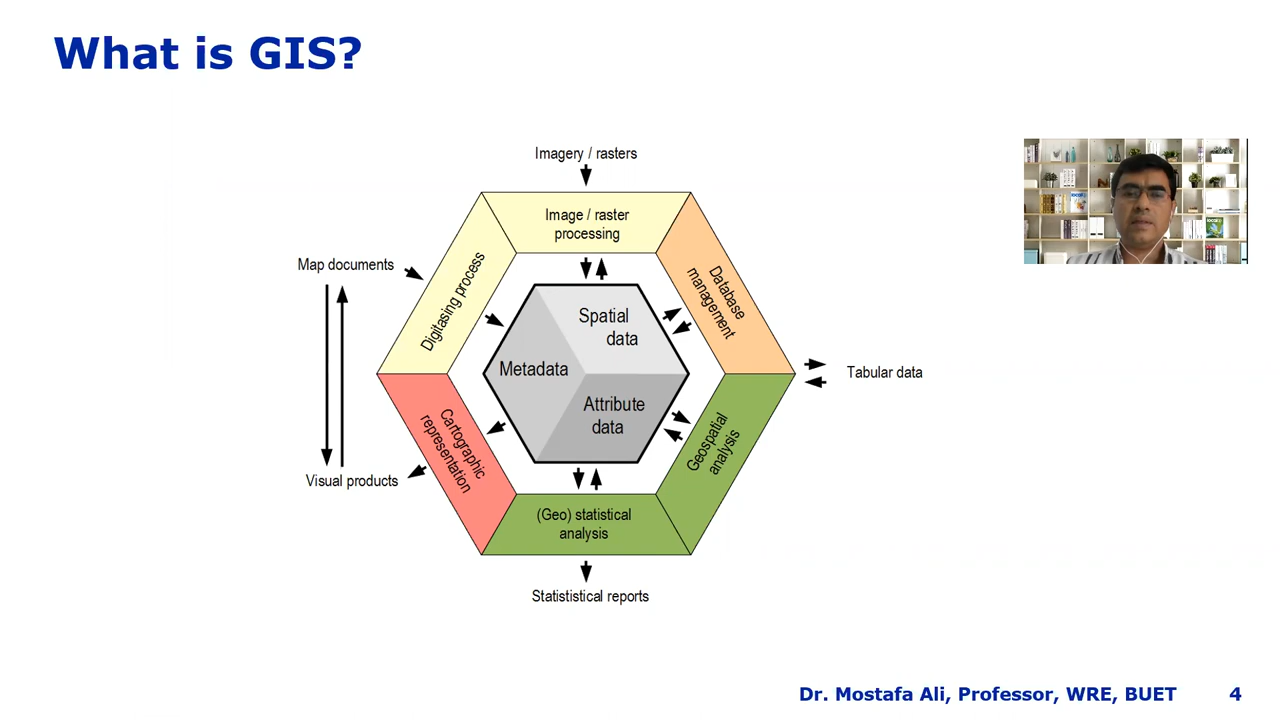 What is GIS?
Imagery / rasters
Image / raster
processing
Map documents
Digitasing process
Database
management
Spatial
data
Metadata
Attribute
data
Tabular data
Cartographic
representation
Geospatial
analysis
Visual products
(Geo) statistical
analysis
Statististical reports
Dr. Mostafa Ali, Professor, WRE, BUET
4